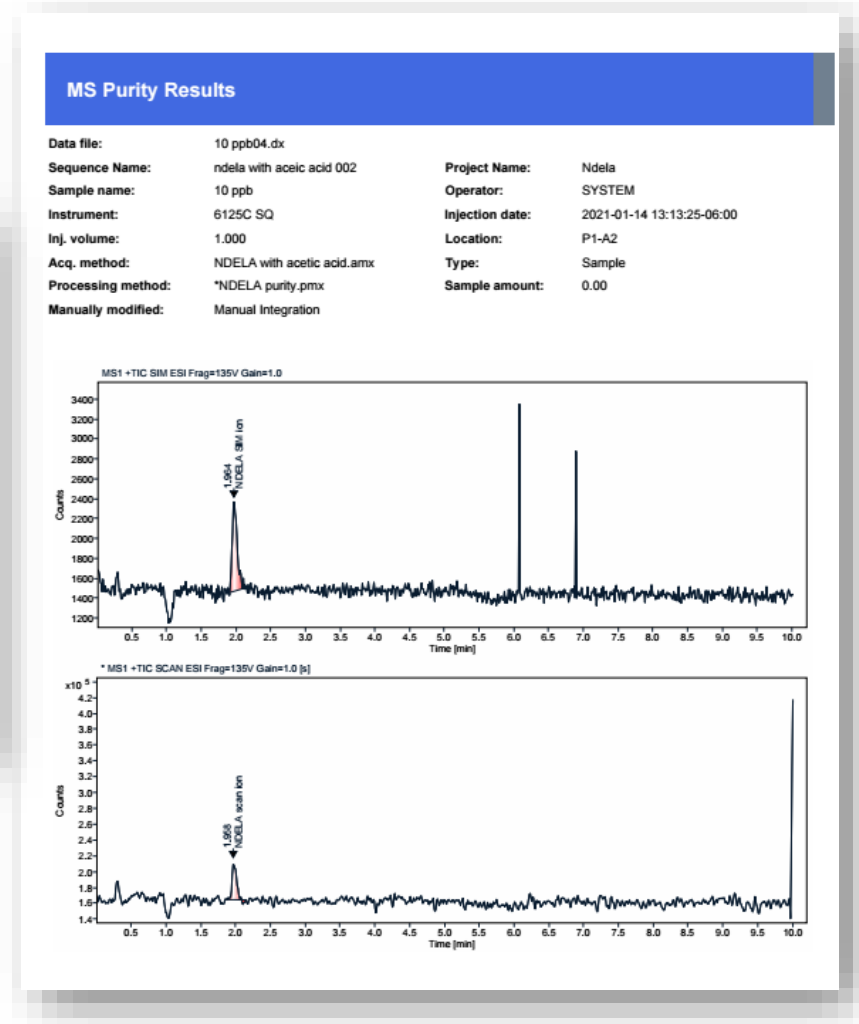 MS Purity Results
Data file: 10 ppb04.dx
Sequence Name: ndela with aceic acid 002 Project Name: Ndela
Sample name: 10 ppb Operator: SYSTEM
Instrument: 6125C SQ Injection date: 2021-01-14 13:13:25-06:00
Inj. volume: 1.000 Location: P1-A2
Acq. method: NDELA with acetic acid.amx Type: Sample
Processing method: *NDELA purity.pmx Sample amount: 0.00
Manually modified: Manual Integration
MS1 +TIC SIM ESI Frag=135V Gain=1.0
3400
3200
3000
2800
2600
2400
2200
2000
1800
1600
1400
1200
Counts
1.964
NDELA SIM ion
0.5 1.0 1.5 2.0 2.5 3.0 3.5 4.0 4.5 5.0 5.5 6.0 6.5 7.0 7.5 8.0 8.5 9.0 9.5 10.0
Time [min]
* MS1 +TIC SCAN ESI Frag=135V Gain=1.0 [s]
x10 5
4.2
4.0
3.8
3.6
3.4
3.2
3.0
2.8
2.6
2.4
2.2
2.0
1.8
1.6
1.4
Counts
1.958
NDELA scan ion
0.5 1.0 1.5 2.0 2.5 3.0 3.5 4.0 4.5 5.0 5.5 6.0 6.5 7.0 7.5 8.0 8.5 9.0 9.5 10.0
Time [min]